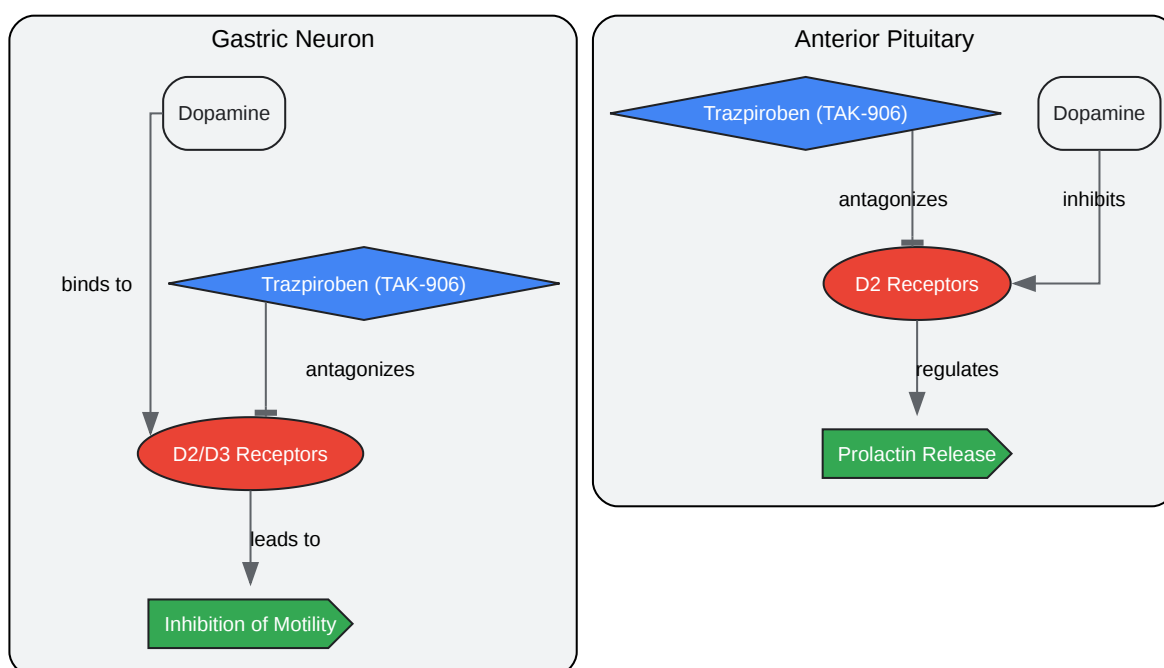 Gastric Neuron
Dopamine
binds to
Trazpiroben (TAK-906)
antagonizes
D2/D3 Receptors
leads to
Inhibition of Motility
Anterior Pituitary
Trazpiroben (TAK-906)
Dopamine
antagonizes
inhibits
D2 Receptors
regulates
Prolactin Release